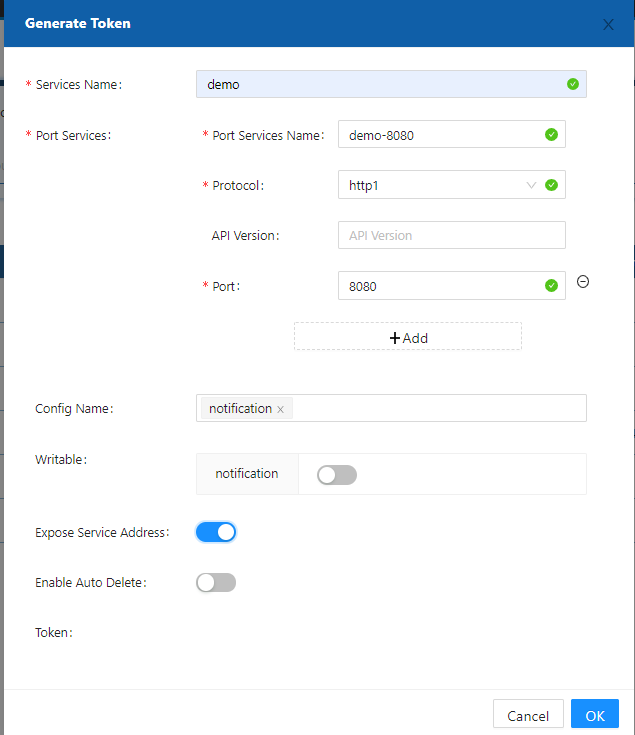 Generate Token
* Services Name:
demo
* Port Services:
* Port Services Name:
demo-8080
* Protocol:
http1
API Version:
API Version
* Port:
8080
+Add
Config Name:
notification ×
Writable:
notification
Expose Service Address:
Enable Auto Delete:
Token:
Cancel
OK